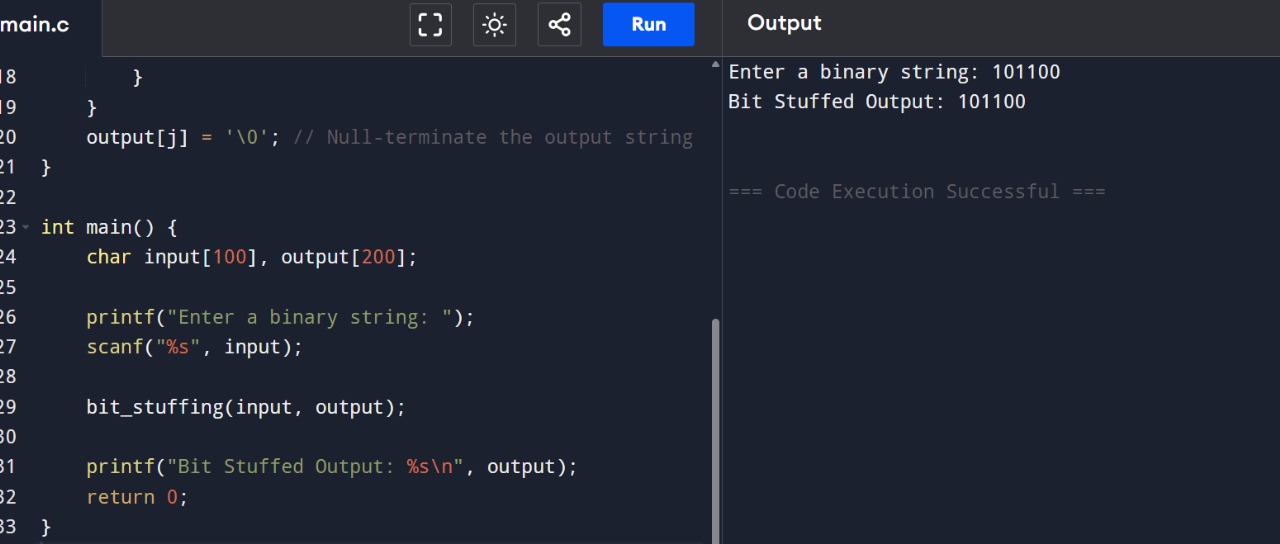 main.c
Run
Output
18 }
19 }
20 output[j] = '\0'; // Null-terminate the output string
21 }
22
23 int main() {
24 char input[100], output[200];
25
26 printf("Enter a binary string: ");
27 scanf("%s", input);
28
29 bit_stuffing(input, output);
30
31 printf("Bit Stuffed Output: %s\n", output);
32 return 0;
33 }
Enter a binary string: 101100
Bit Stuffed Output: 101100
=== Code Execution Successful ===